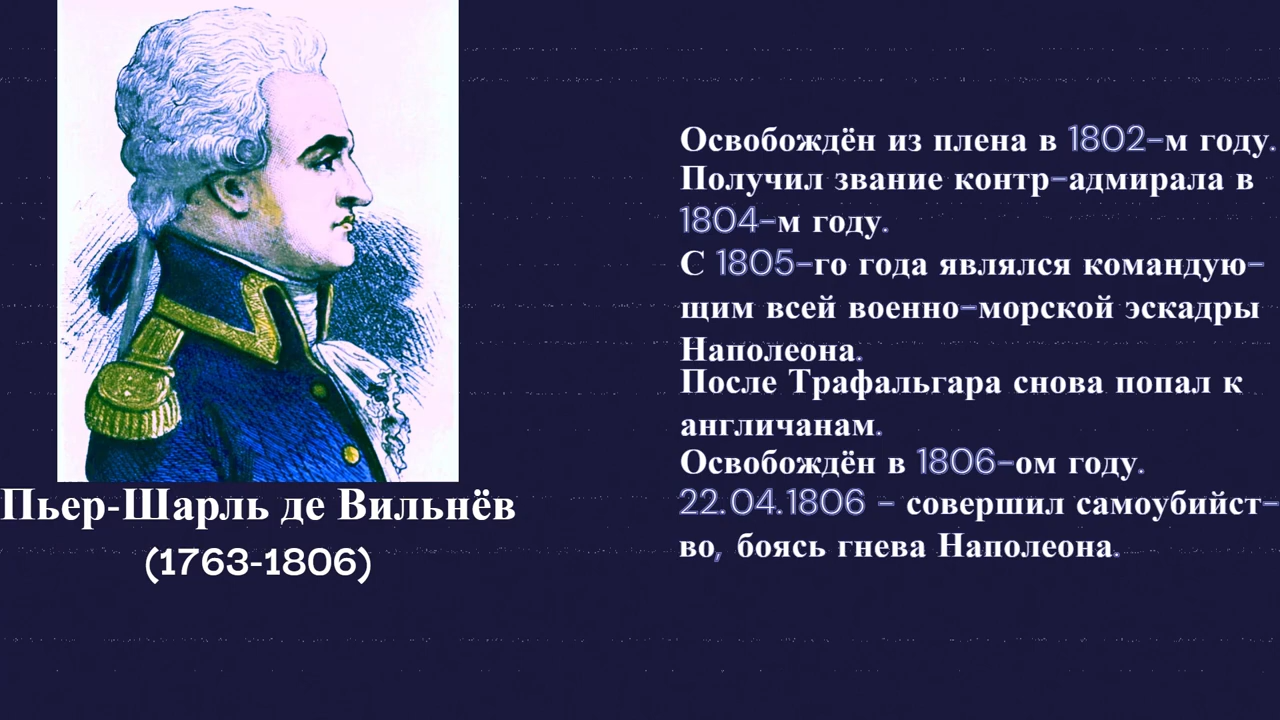 Пьер-Шарль де Вильнёв
(1763-1806)
Освобождён из плена в 1802-м году.
Получил звание контр-адмирала в
1804-м году.
С 1805-го года являлся командую-
щим всей военно-морской эскадры
Наполеона.
После Трафальгара снова попал к
англичанам.
Освобождён в 1806-ом году.
22.04.1806 - совершил самоубийст-
во, боясь гнева Наполеона.